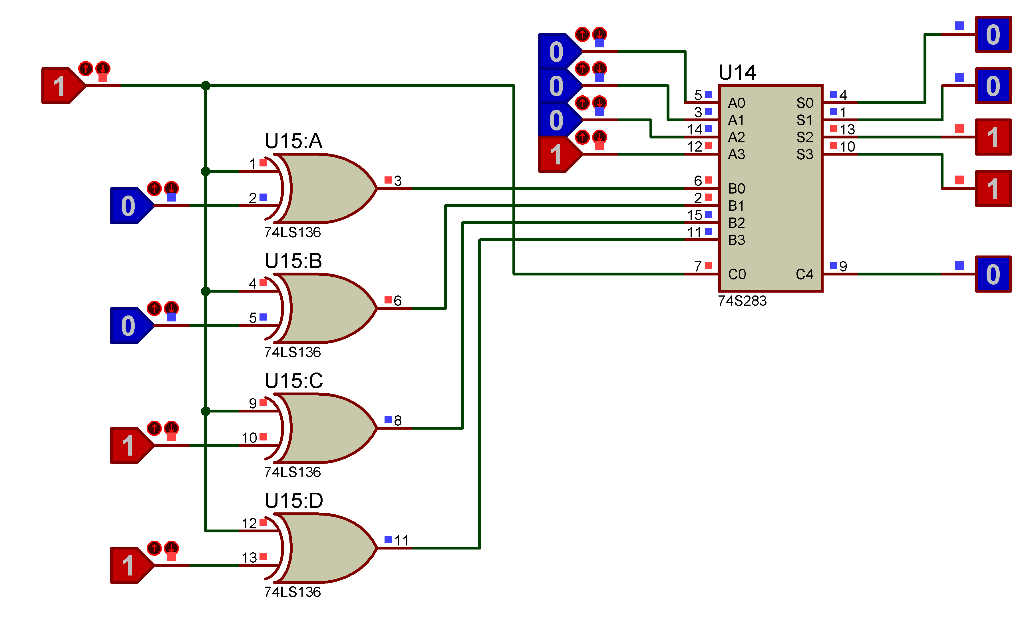 1
0
0
1
1
U15:A
1
2
3
74LS136
U15:B
4
5
6
74LS136
U15:C
9
10
8
74LS136
U15:D
12
13
11
74LS136
0
0
0
1
U14
5 A0 S0 4
3 A1 S1 1
14 A2 S2 13
12 A3 S3 10
6 B0
2 B1
15 B2
11 B3
7 C0 C4 9
74S283
0
0
1
1
0